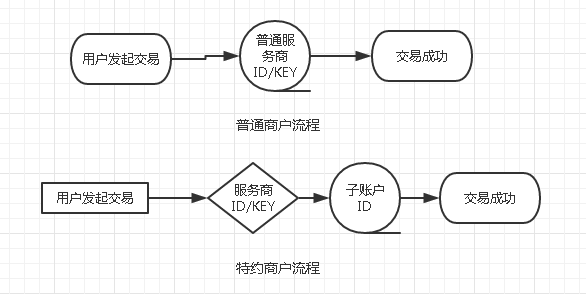 用户发起交易
普通服
务商
ID/KEY
交易成功
普通商户流程
用户发起交易
服务商
ID/KEY
子账户
ID
交易成功
特约商户流程